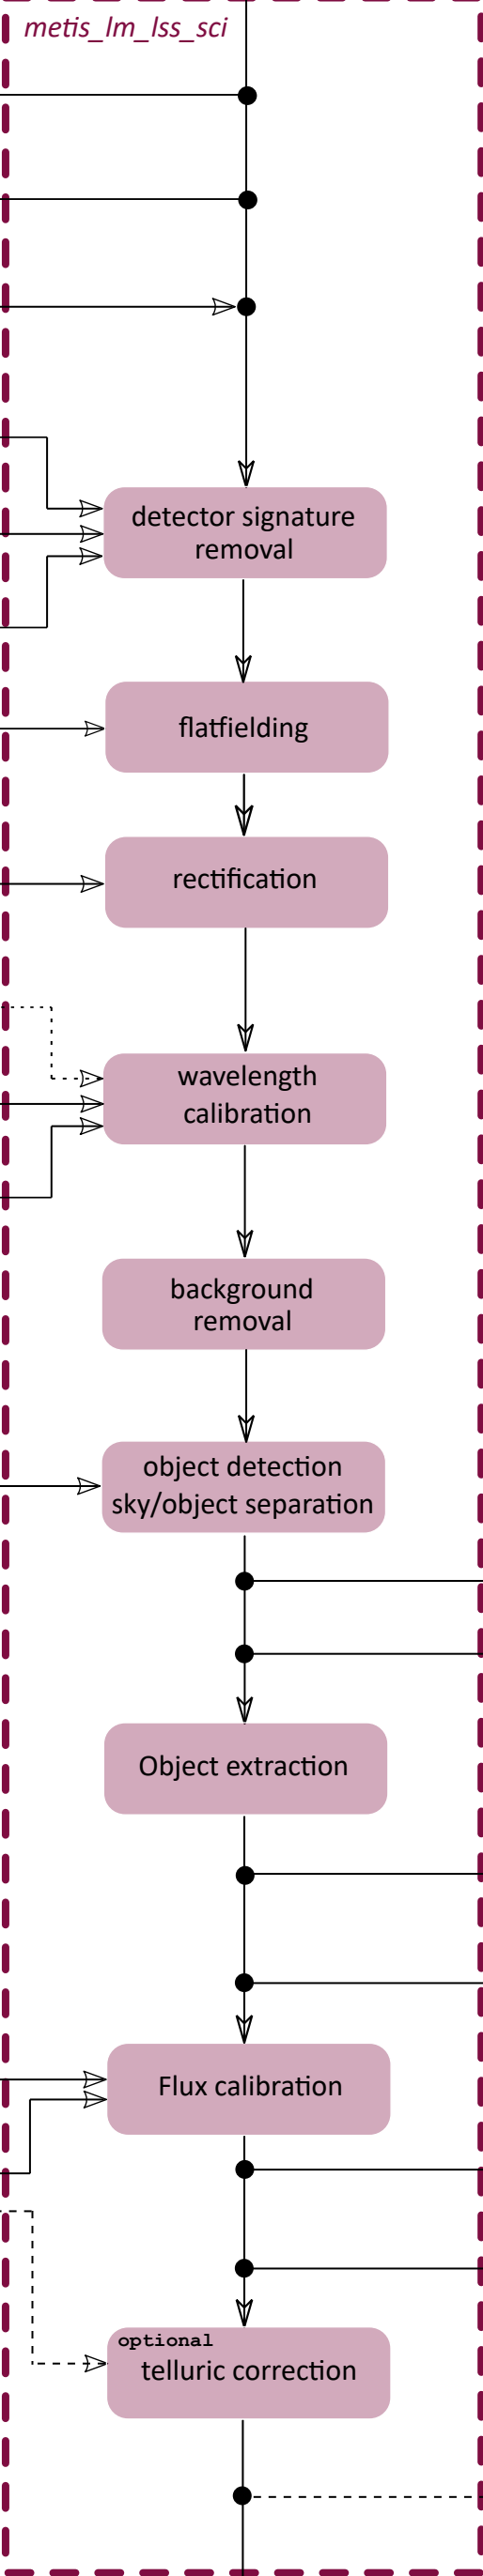 metis_lm_lss_sci
detector signature
removal
flatfielding
rectification
wavelength
calibration
background
removal
object detection
sky/object separation
Object extraction
Flux calibration
optional
telluric correction